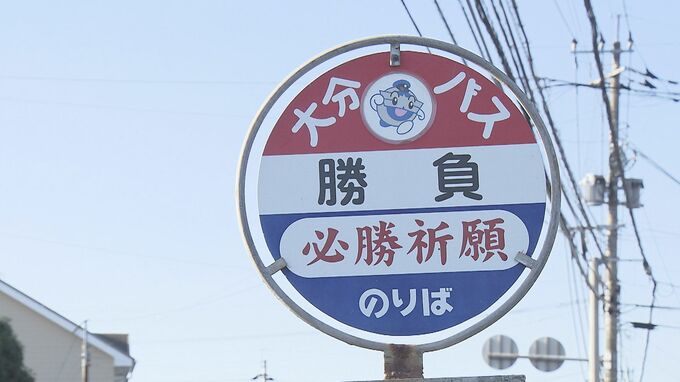 大分バス
勝負
必勝祈願
のりば